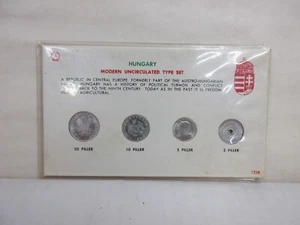 HUNGARY
MODERN UNCIRCULATED TYPE SET
A REPUBLIC IN CENTRAL EUROPE, FORMERLY PART OF THE AUSTRO-HUNGARIAN
HUNGARY HAS A HISTORY OF POLITICAL TURMOIL AND CONFLICT
BACK TO THE NINTH CENTURY. TODAY AS IN THE PAST IT IS
AGRICULTURAL.
20 FILLER
10 FILLER
5 FILLER
2 FILLER